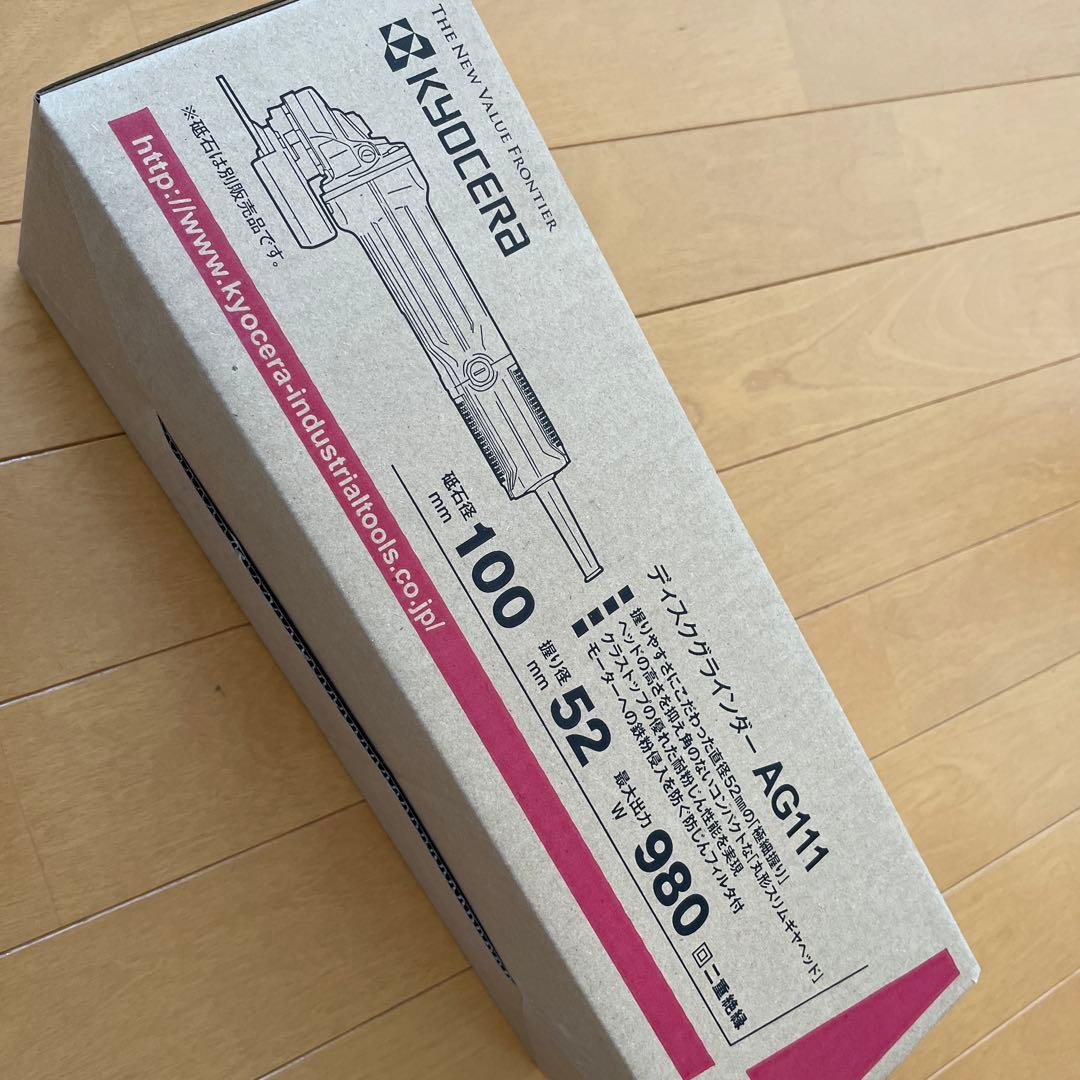 THE NEW VALUE FRONTIER
KYOCERA
※砥石は別販売品です。
http://www.kyocera-industrialtools.co.jp/
ディスクグラインダー AG111
握りやすさにこだわった直径52㎜の「極細握り」
ヘッドの高さを抑え角のないコンパクトな「丸形スリムギヤヘッド」
クラストップの優れた耐粉じん性能を実現
モーターへの鉄粉侵入を防ぐ防じんフィルタ付
砥石径 mm 100
握り径 mm 52
最大出力 W 980
回 二重絶縁